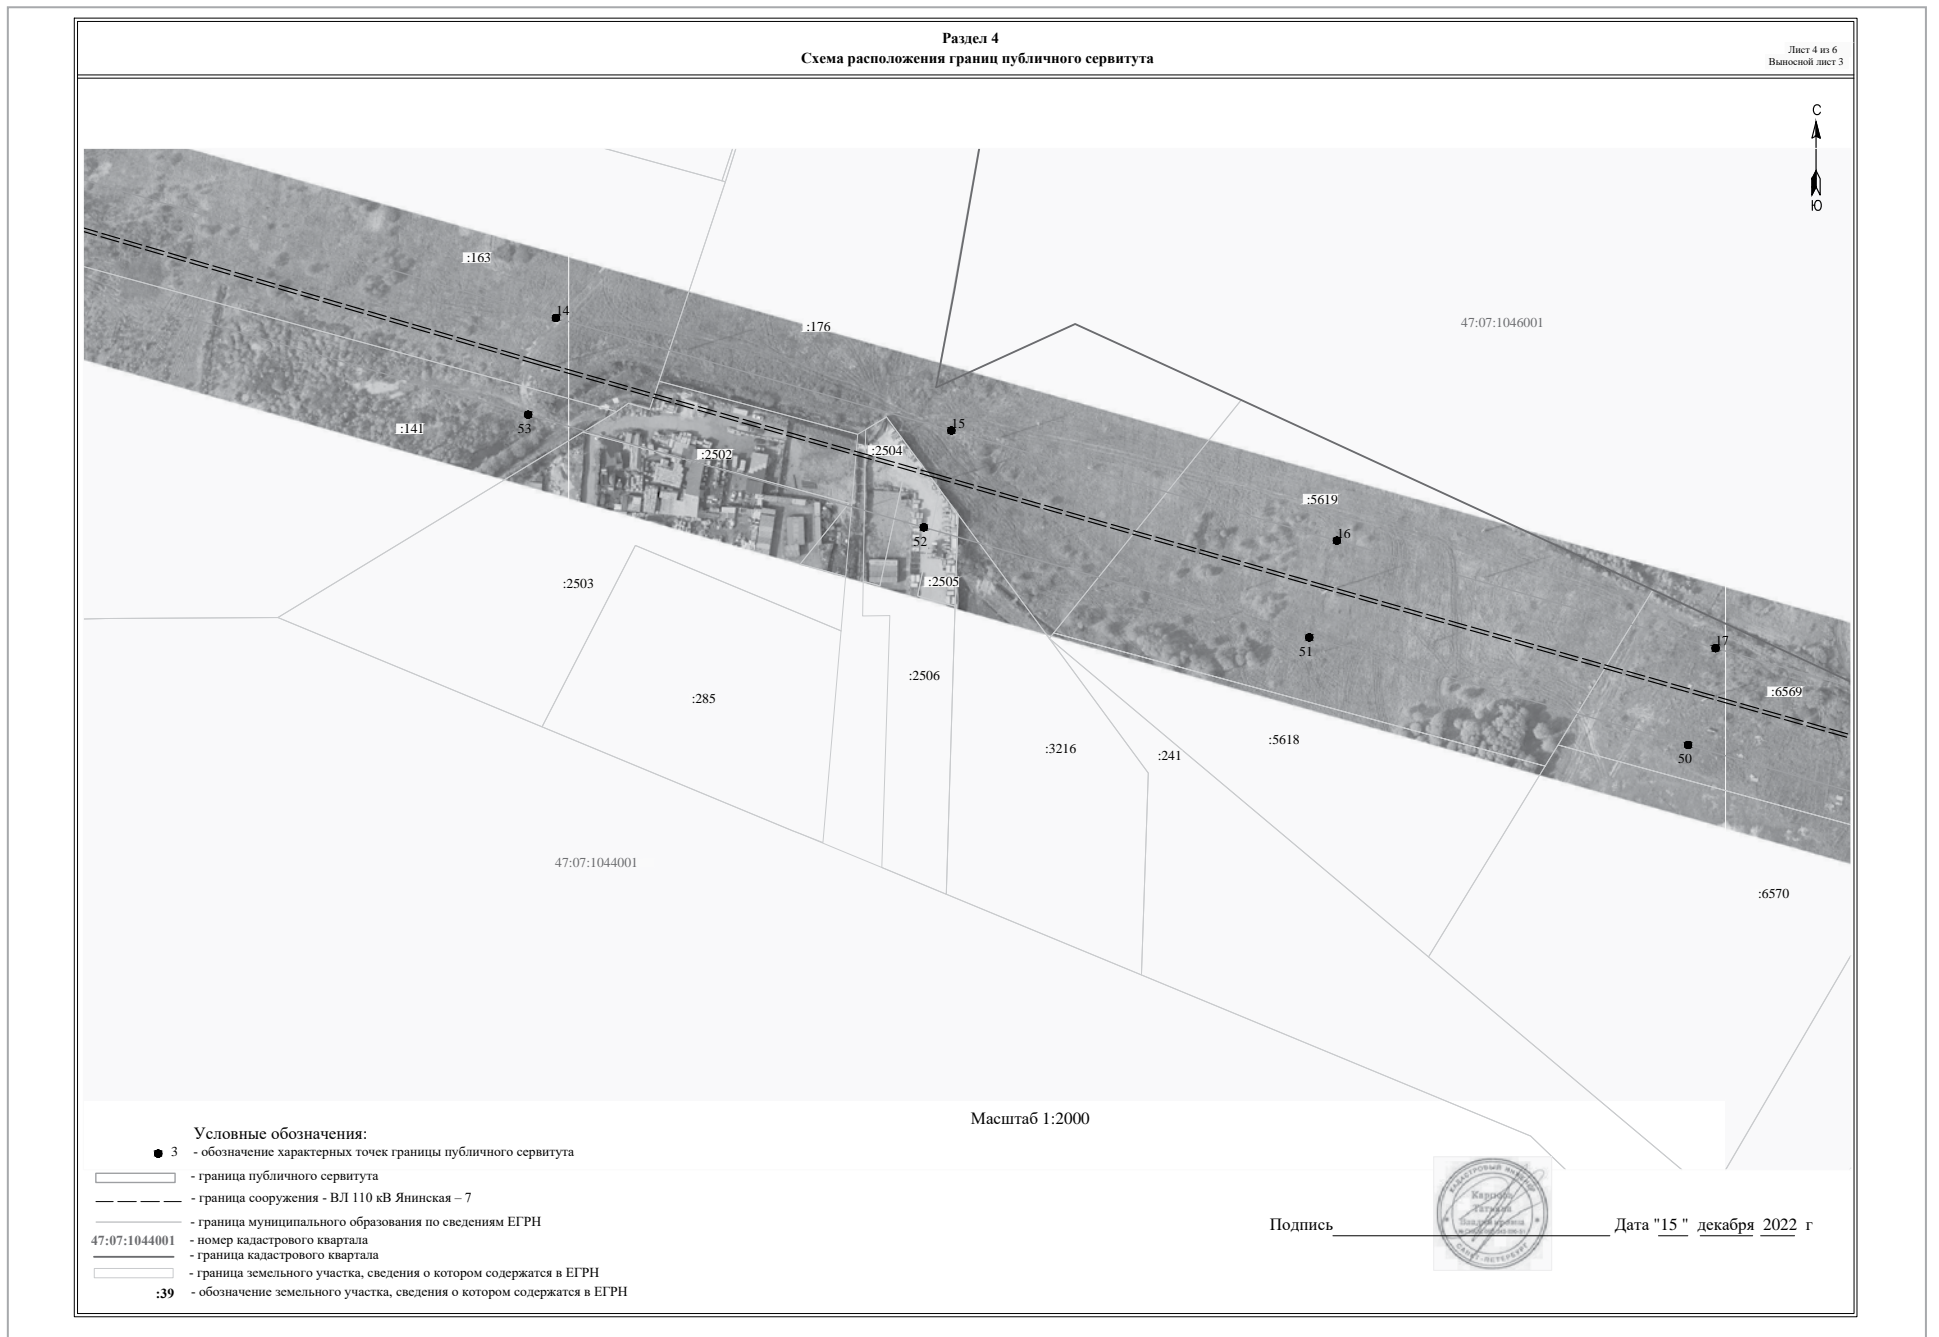 Раздел 4
Схема расположения границ публичного сервитута
Лист 4 из 6
Выносной лист 3
С
Ю
:163
14
:176
47:07:1046001
53
:141
15
:2502
:2504
:5619
16
52
:2503
:2505
51
17
:2506
:285
:6569
:3216
:241
:5618
50
47:07:1044001
:6570
Масштаб 1:2000
Условные обозначения:
3 - обозначение характерных точек границы публичного сервитута
- граница публичного сервитута
- граница сооружения - ВЛ 110 кВ Янинская – 7
- граница муниципального образования по сведениям ЕГРН
47:07:1044001 - номер кадастрового квартала
- граница кадастрового квартала
- граница земельного участка, сведения о котором содержатся в ЕГРН
:39 - обозначение земельного участка, сведения о котором содержатся в ЕГРН
Подпись
КАДАСТРОВЫЙ ИНЖЕНЕР
Татьяна
САНКТ-ПЕТЕРБУРГ
Дата "15 " декабря 2022 г